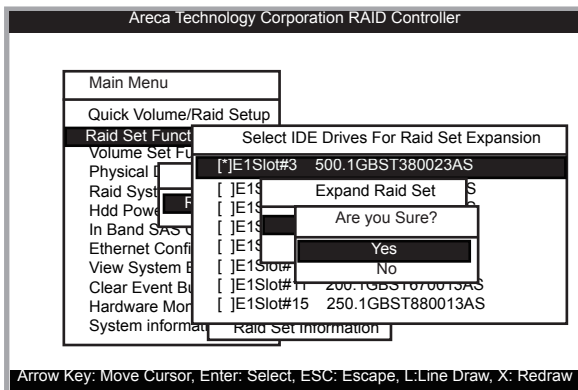 Areca Technology Corporation RAID Controller
Main Menu
Quick Volume/Raid Setup
Raid Set Funct
Volume Set Fu
Physical D
Raid Syst
Hdd Powe
In Band SAS C
Ethernet Confi
View System E
Clear Event Bu
Hardware Mon
System informati
R
Raid Set Information
Select IDE Drives For Raid Set Expansion
[*]E1Slot#3 500.1GBST380023AS
[ ]E1S S
[ ]E1S
[ ]E1S
[ ]E1S
[ ]E1Slot#
[ ]E1Slot#11 200.1GBST670013AS
[ ]E1Slot#15 250.1GBST880013AS
Expand Raid Set
Are you Sure?
Yes
No
Arrow Key: Move Cursor, Enter: Select, ESC: Escape, L:Line Draw, X: Redraw